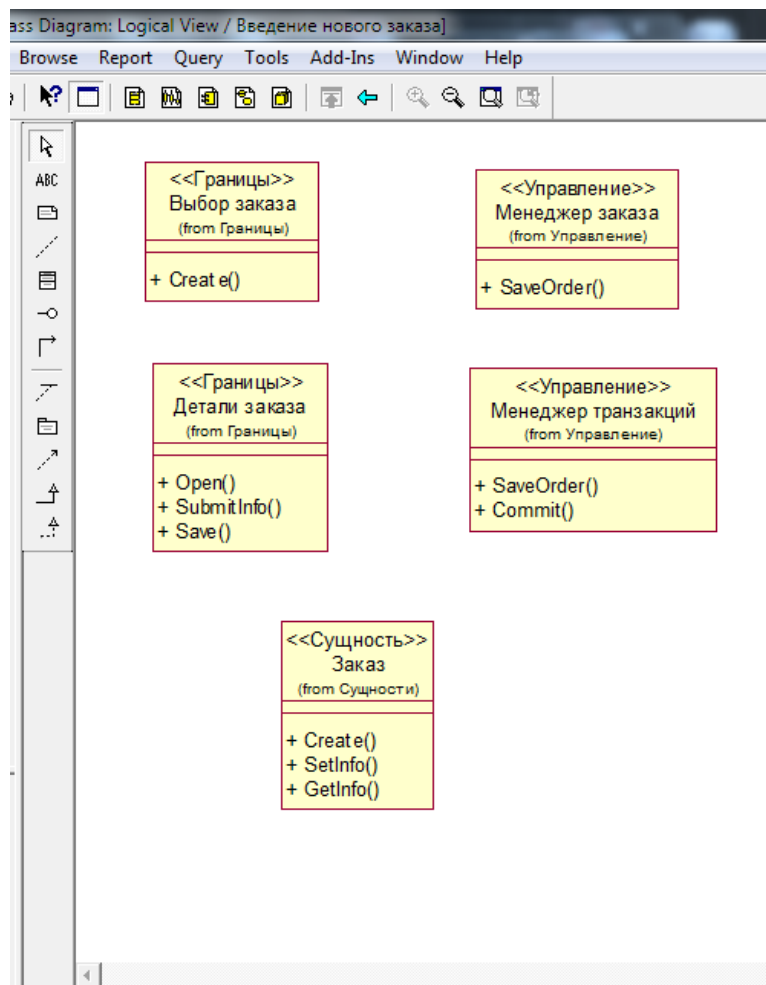 ass Diagram: Logical View / Введение нового заказа]
Browse Report Query Tools Add-Ins Window Help
ABC
<<Границы>>
Выбор заказа
(from Границы)
+ Create()
<<Управление>>
Менеджер заказа
(from Управление)
+ SaveOrder()
<<Границы>>
Детали заказа
(from Границы)
+ Open()
+ SubmitInfo()
+ Save()
<<Управление>>
Менеджер транзакций
(from Управление)
+ SaveOrder()
+ Commit()
<<Сущность>>
Заказ
(from Сущности)
+ Create()
+ SetInfo()
+ GetInfo()